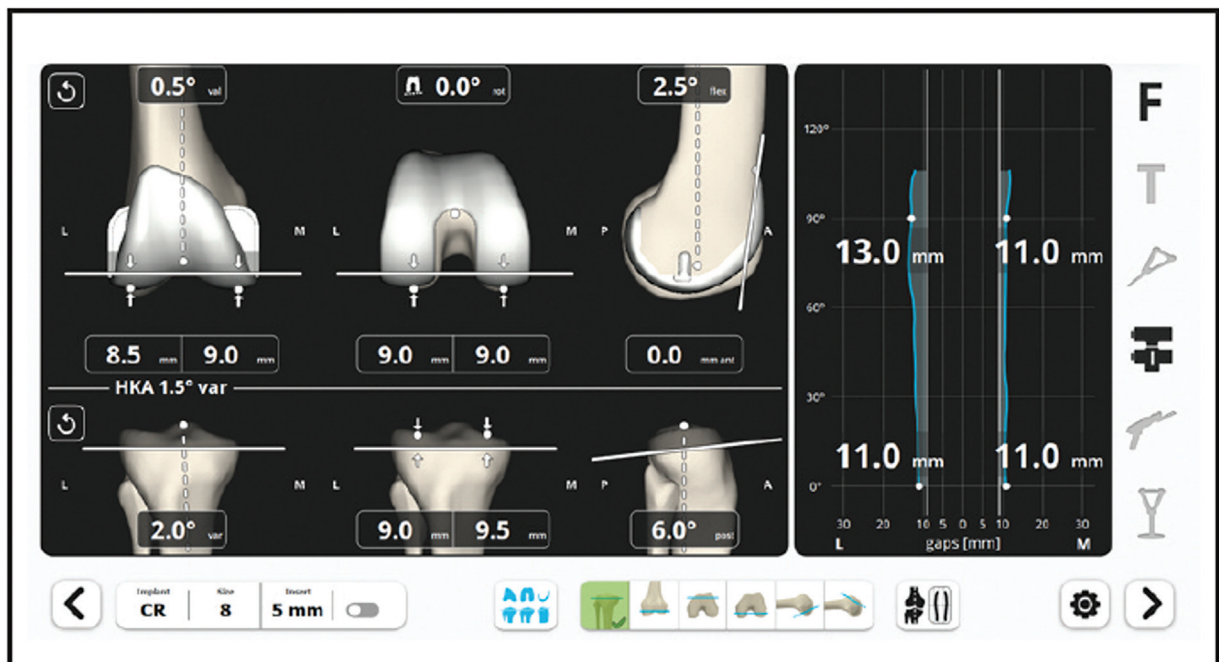 0.5° val
0.0° rot
2.5° flex
L M L M P A
8.5 mm 9.0 mm
9.0 mm 9.0 mm
0.0 mm ant
HKA 1.5° var
L M L M P A
2.0° var
9.0 mm 9.5 mm
6.0° post
120°
90°
13.0 mm 11.0 mm
60°
30°
11.0 mm 11.0 mm
0°
30 20 10 5 0 5 10 20 30
L gaps [mm] M
F
T
Implant Size Insert
CR 8 5 mm